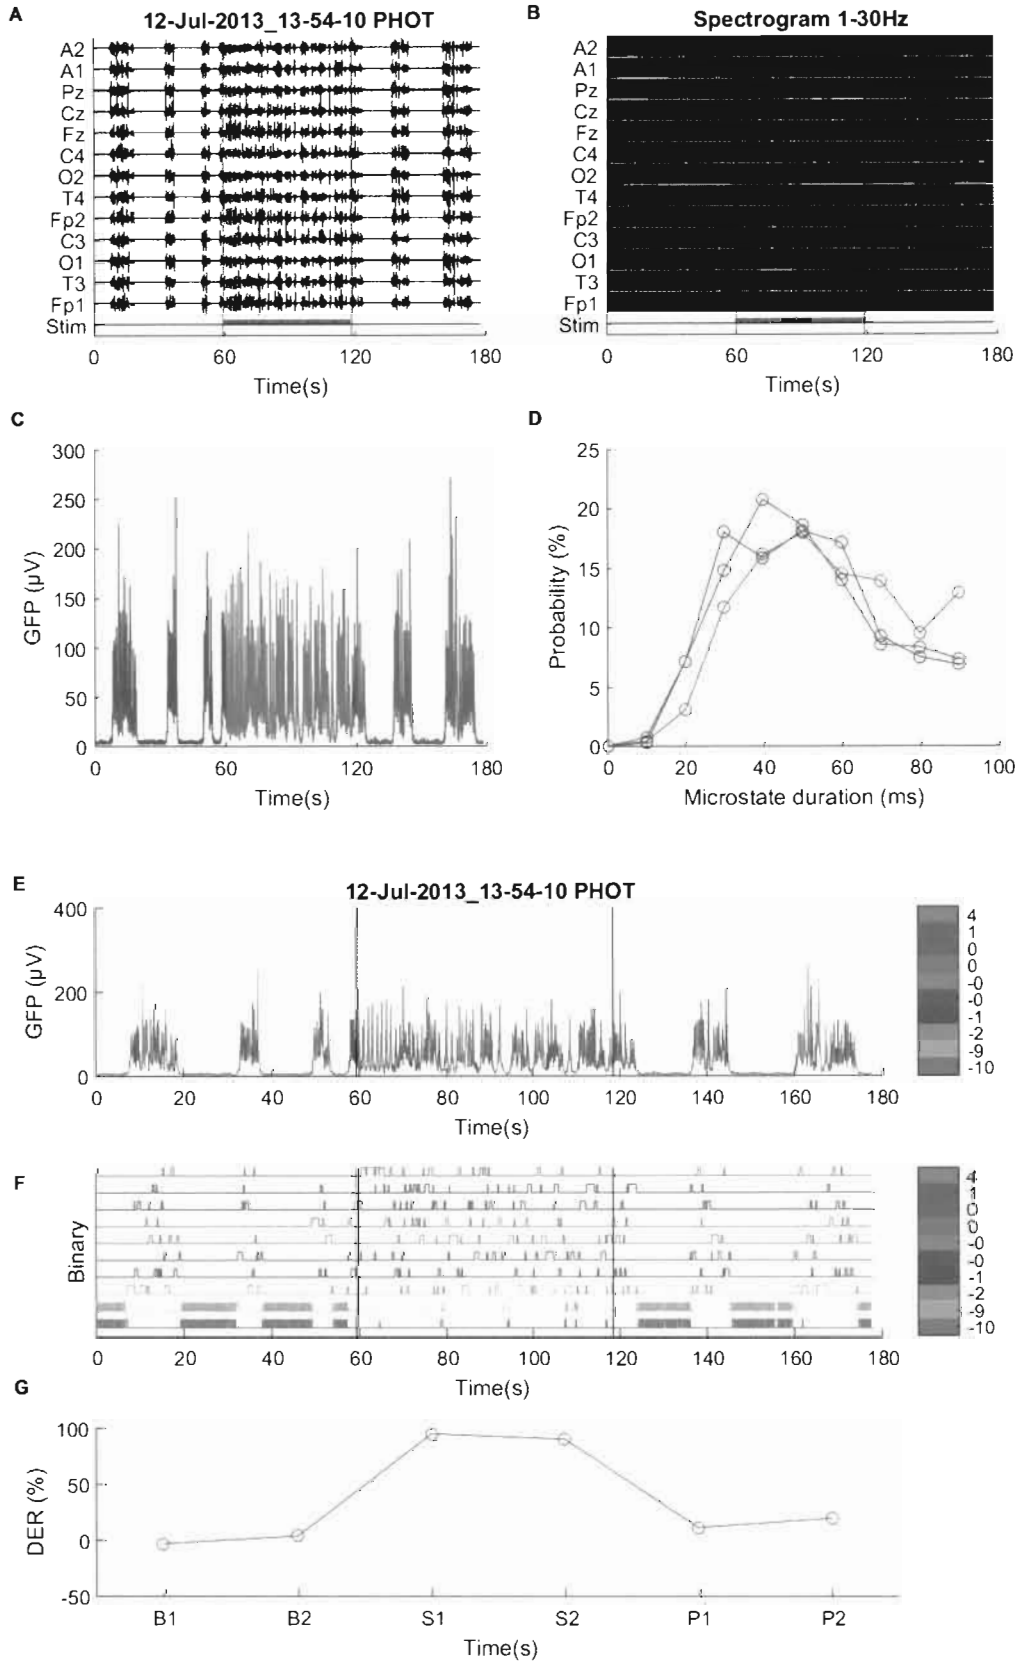 A
12-Jul-2013_13-54-10 PHOT
A2
A1
Pz
Cz
Fz
C4
O2
T4
Fp2
C3
O1
T3
Fp1
Stim
0 60 120 180
Time(s)
B
Spectrogram 1-30Hz
A2
A1
Pz
Cz
Fz
C4
O2
T4
Fp2
C3
O1
T3
Fp1
Stim
0 60 120 180
Time(s)
C
300
250
200
150
100
50
0
GFP (µV)
0 60 120 180
Time(s)
D
25
20
15
10
5
0
Probability (%)
0 20 40 60 80 100
Microstate duration (ms)
E
12-Jul-2013_13-54-10 PHOT
400
200
0
GFP (µV)
0 20 40 60 80 100 120 140 160 180
Time(s)
4
1
0
0
-0
-0
-1
-2
-9
-10
F
Binary
0 20 40 60 80 100 120 140 160 180
Time(s)
4
1
0
0
-0
-0
-1
-2
-9
-10
G
100
50
0
-50
DER (%)
B1 B2 S1 S2 P1 P2
Time(s)